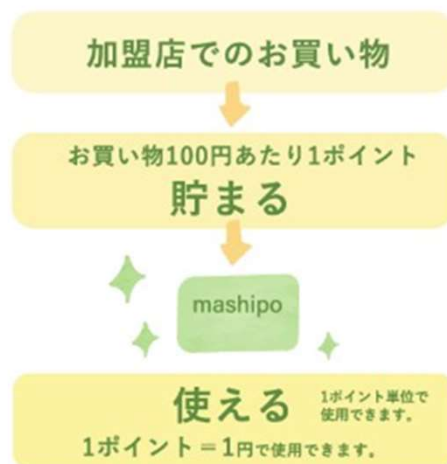 加盟店でのお買い物
お買い物100円あたり1ポイント
貯まる
mashipo
使える
1ポイント単位で
使用できます。
1ポイント＝1円で使用できます。